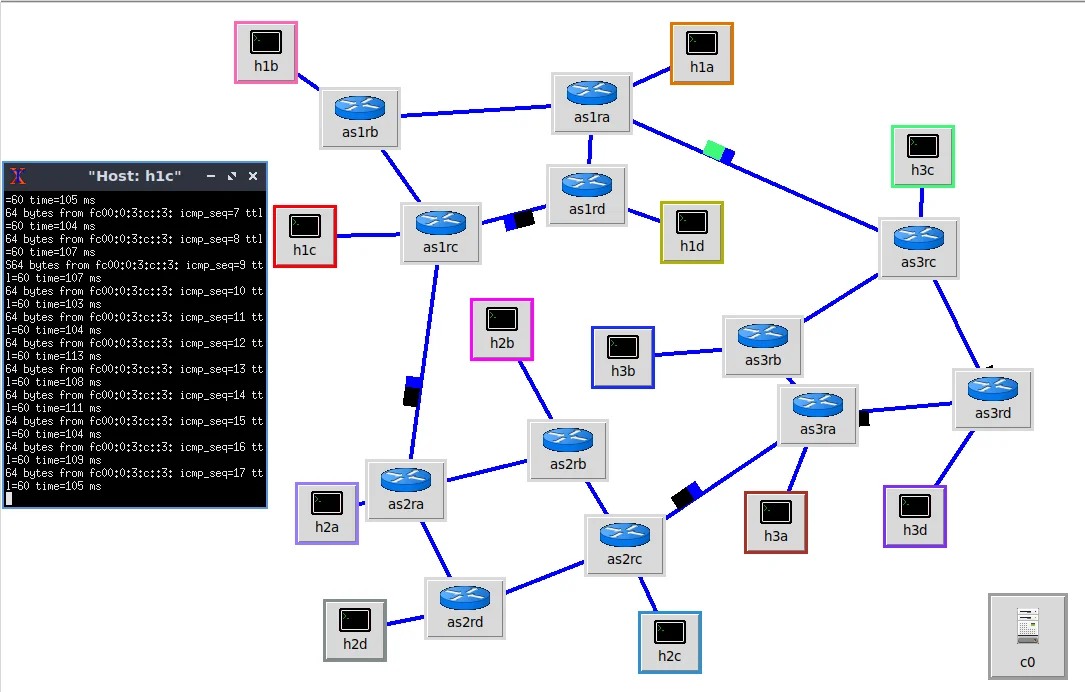 h1b
h1a
as1rb
as1ra
h3c
"Host: h1c"
=60 time=105 ms
64 bytes from fc00:0:3:c::3: icmp_seq=7 ttl
=60 time=104 ms
64 bytes from fc00:0:3:c::3: icmp_seq=8 ttl
=60 time=107 ms
S64 bytes from fc00:0:3:c::3: icmp_seq=9 tt
l=60 time=107 ms
64 bytes from fc00:0:3:c::3: icmp_seq=10 tt
l=60 time=103 ms
64 bytes from fc00:0:3:c::3: icmp_seq=11 tt
l=60 time=104 ms
64 bytes from fc00:0:3:c::3: icmp_seq=12 tt
l=60 time=113 ms
64 bytes from fc00:0:3:c::3: icmp_seq=13 tt
l=60 time=108 ms
64 bytes from fc00:0:3:c::3: icmp_seq=14 tt
l=60 time=111 ms
64 bytes from fc00:0:3:c::3: icmp_seq=15 tt
l=60 time=104 ms
64 bytes from fc00:0:3:c::3: icmp_seq=16 tt
l=60 time=109 ms
64 bytes from fc00:0:3:c::3: icmp_seq=17 tt
l=60 time=105 ms
as1rd
h1c
as1rc
h1d
as3rc
h2b
h3b
as3rb
as3ra
as3rd
as2rb
as2ra
h2a
as2rc
h3a
h3d
as2rd
h2d
h2c
c0